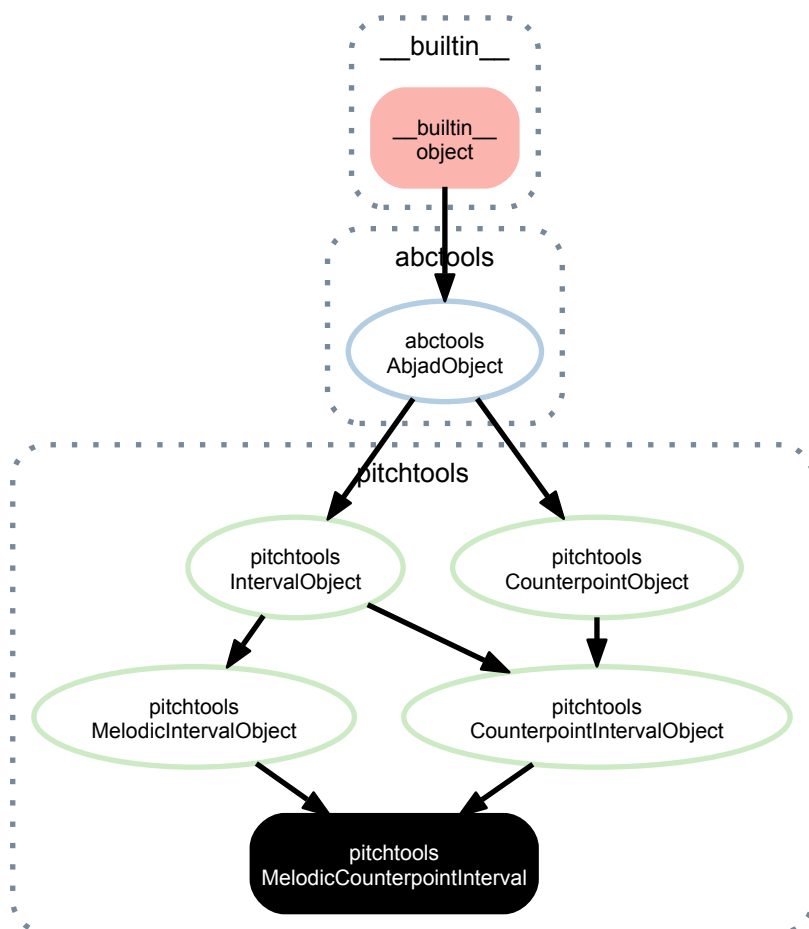 __builtin__
__builtin__
object
abctools
abctools
AbjadObject
pitchtools
pitchtools
IntervalObject
pitchtools
CounterpointObject
pitchtools
MelodicIntervalObject
pitchtools
CounterpointIntervalObject
pitchtools
MelodicCounterpointInterval